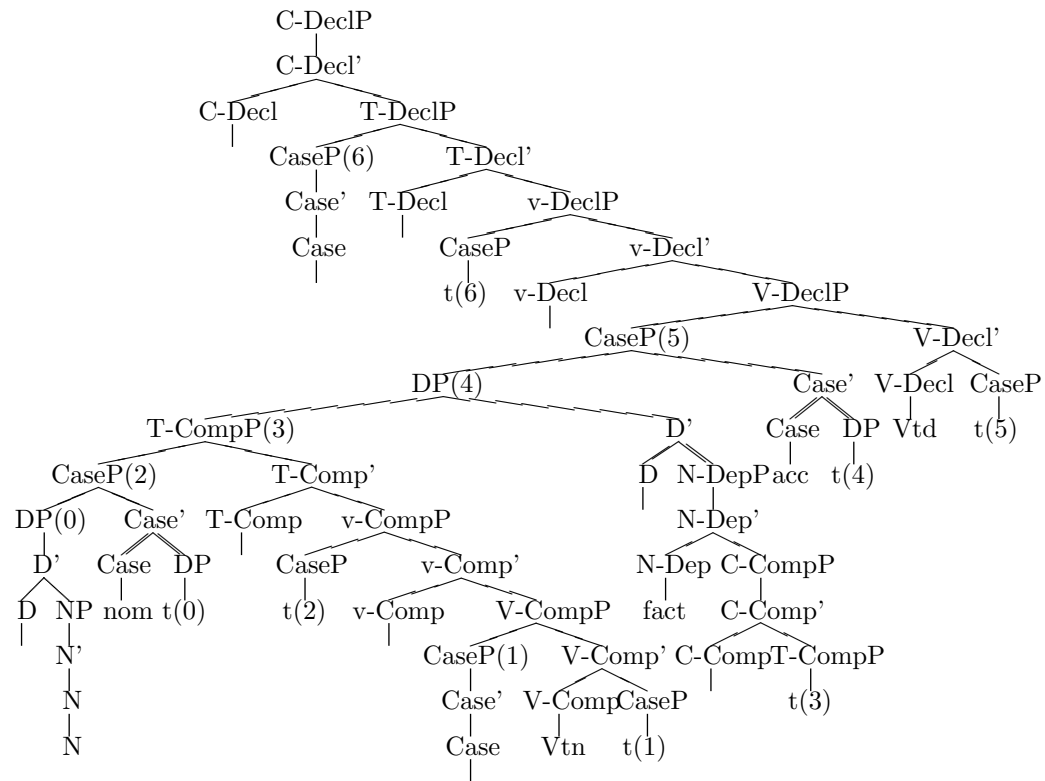 C-DeclP
C-Decl'
C-Decl T-DeclP
CaseP(6) T-Decl'
Case' T-Decl v-DeclP
Case CaseP v-Decl'
t(6) v-Decl V-DeclP
CaseP(5) V-Decl'
DP(4) Case' V-Decl CaseP
T-CompP(3) D' Case DP Vtd t(5)
CaseP(2) T-Comp' D N-DepP acc t(4)
DP(0) Case' T-Comp v-CompP N-Dep'
D' Case DP CaseP v-Comp' N-Dep C-CompP
D NP nom t(0) t(2) v-Comp V-CompP fact C-Comp'
N' CaseP(1) V-Comp' C-Comp T-CompP
N Case' V-Comp CaseP t(3)
N Case Vtn t(1)